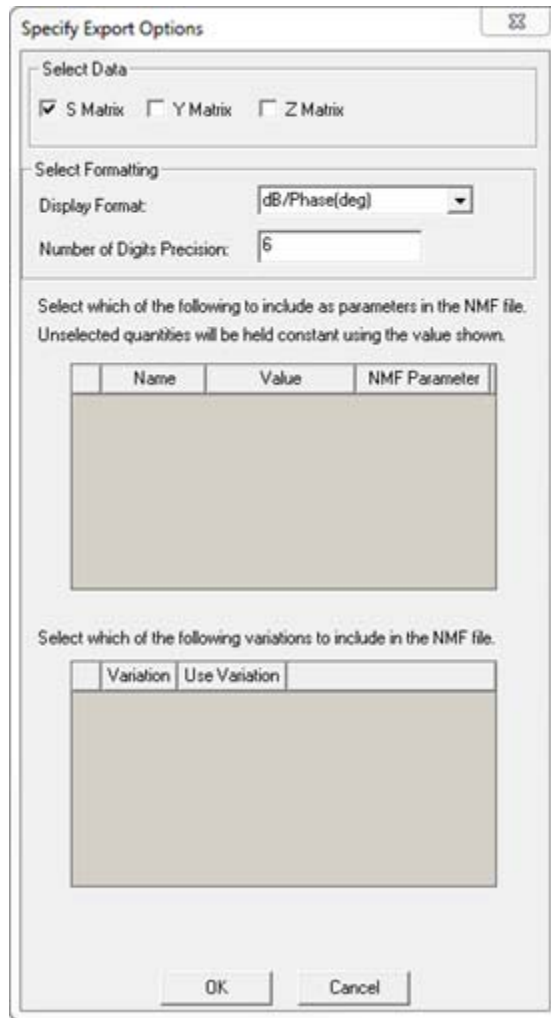 Specify Export Options
Select Data
S Matrix Y Matrix Z Matrix
Select Formatting
Display Format: dB/Phase(deg)
Number of Digits Precision: 6
Select which of the following to include as parameters in the NMF file.
Unselected quantities will be held constant using the value shown.
Name Value NMF Parameter
Select which of the following variations to include in the NMF file.
Variation Use Variation
OK Cancel